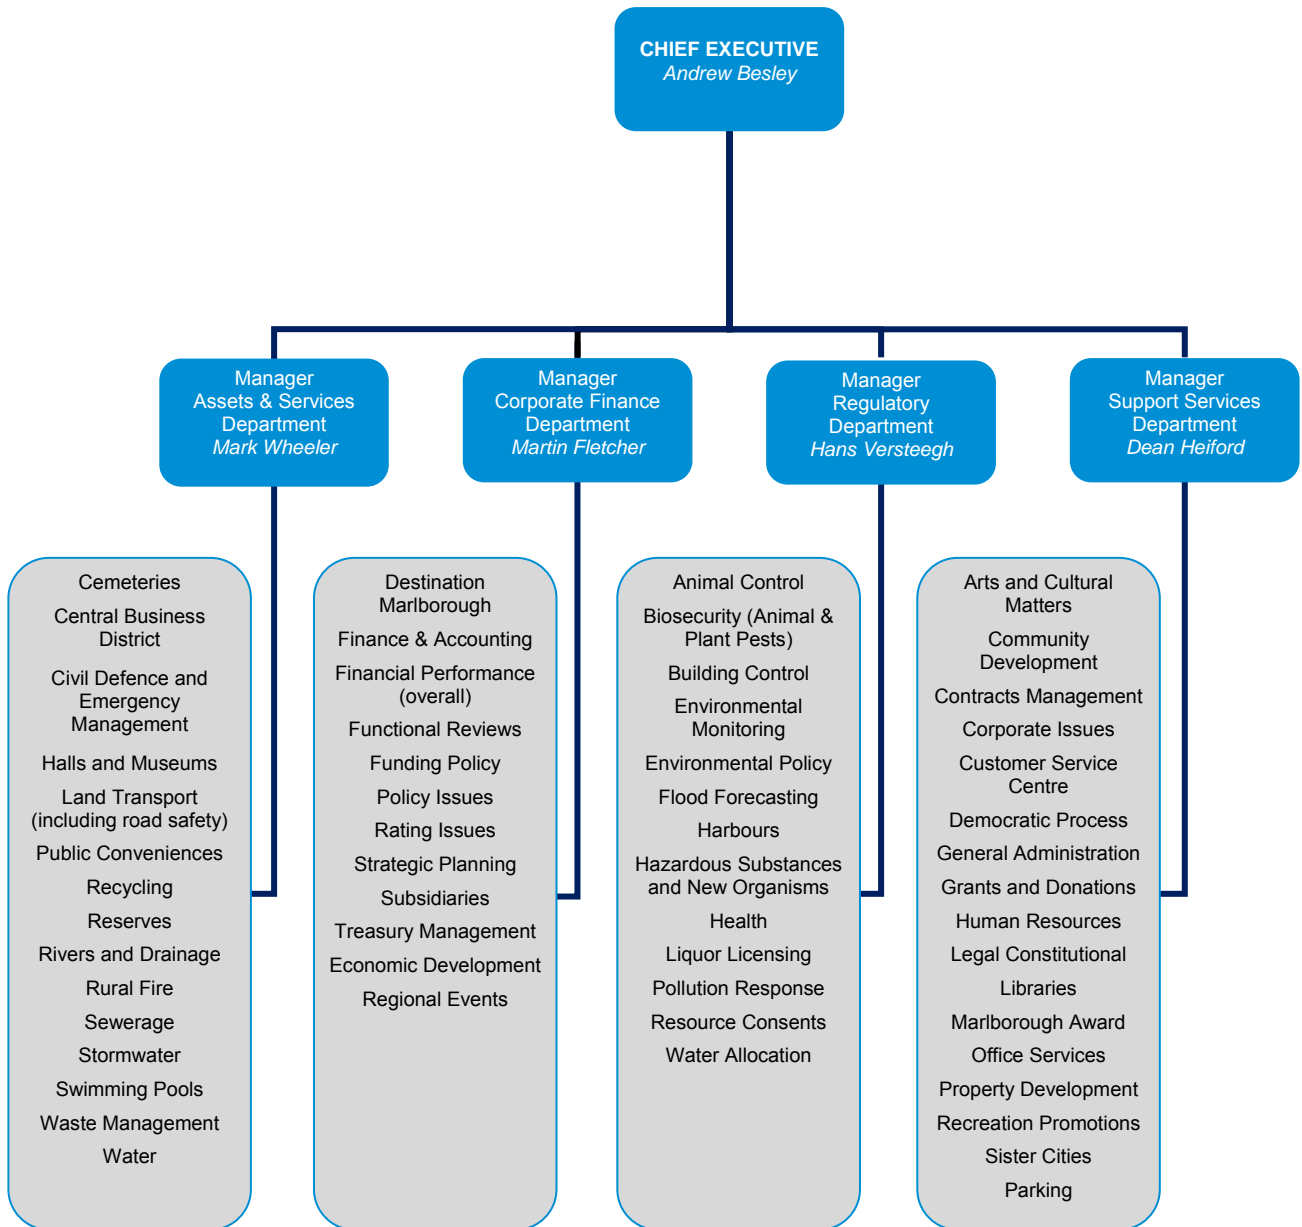 CHIEF EXECUTIVE
Andrew Besley
Manager
Assets & Services
Department
Mark Wheeler
Manager
Corporate Finance
Department
Martin Fletcher
Manager
Regulatory
Department
Hans Versteegh
Manager
Support Services
Department
Dean Heiford
Cemeteries
Central Business
District
Civil Defence and
Emergency
Management
Halls and Museums
Land Transport
(including road safety)
Public Conveniences
Recycling
Reserves
Rivers and Drainage
Rural Fire
Sewerage
Stormwater
Swimming Pools
Waste Management
Water
Destination
Marlborough
Finance & Accounting
Financial Performance
(overall)
Functional Reviews
Funding Policy
Policy Issues
Rating Issues
Strategic Planning
Subsidiaries
Treasury Management
Economic Development
Regional Events
Animal Control
Biosecurity (Animal &
Plant Pests)
Building Control
Environmental
Monitoring
Environmental Policy
Flood Forecasting
Harbours
Hazardous Substances
and New Organisms
Health
Liquor Licensing
Pollution Response
Resource Consents
Water Allocation
Arts and Cultural
Matters
Community
Development
Contracts Management
Corporate Issues
Customer Service
Centre
Democratic Process
General Administration
Grants and Donations
Human Resources
Legal Constitutional
Libraries
Marlborough Award
Office Services
Property Development
Recreation Promotions
Sister Cities
Parking